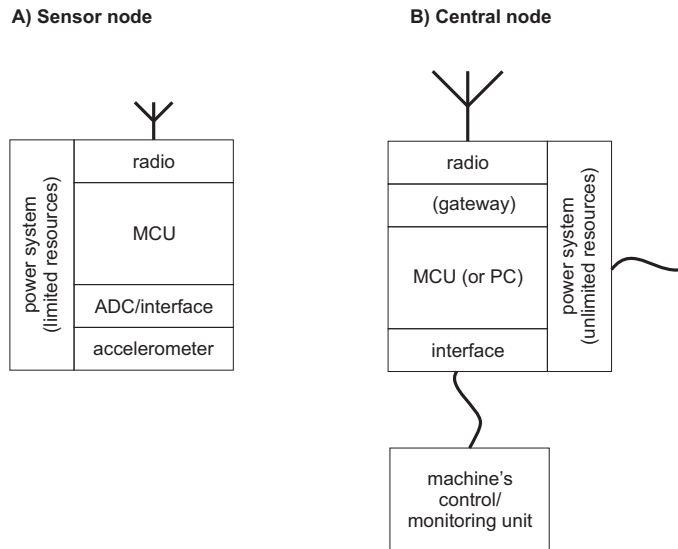 A) Sensor node
power system
(limited resources)
radio
MCU
ADC/interface
accelerometer
B) Central node
radio
(gateway)
MCU (or PC)
interface
power system
(unlimited resources)
machine's
control/
monitoring unit